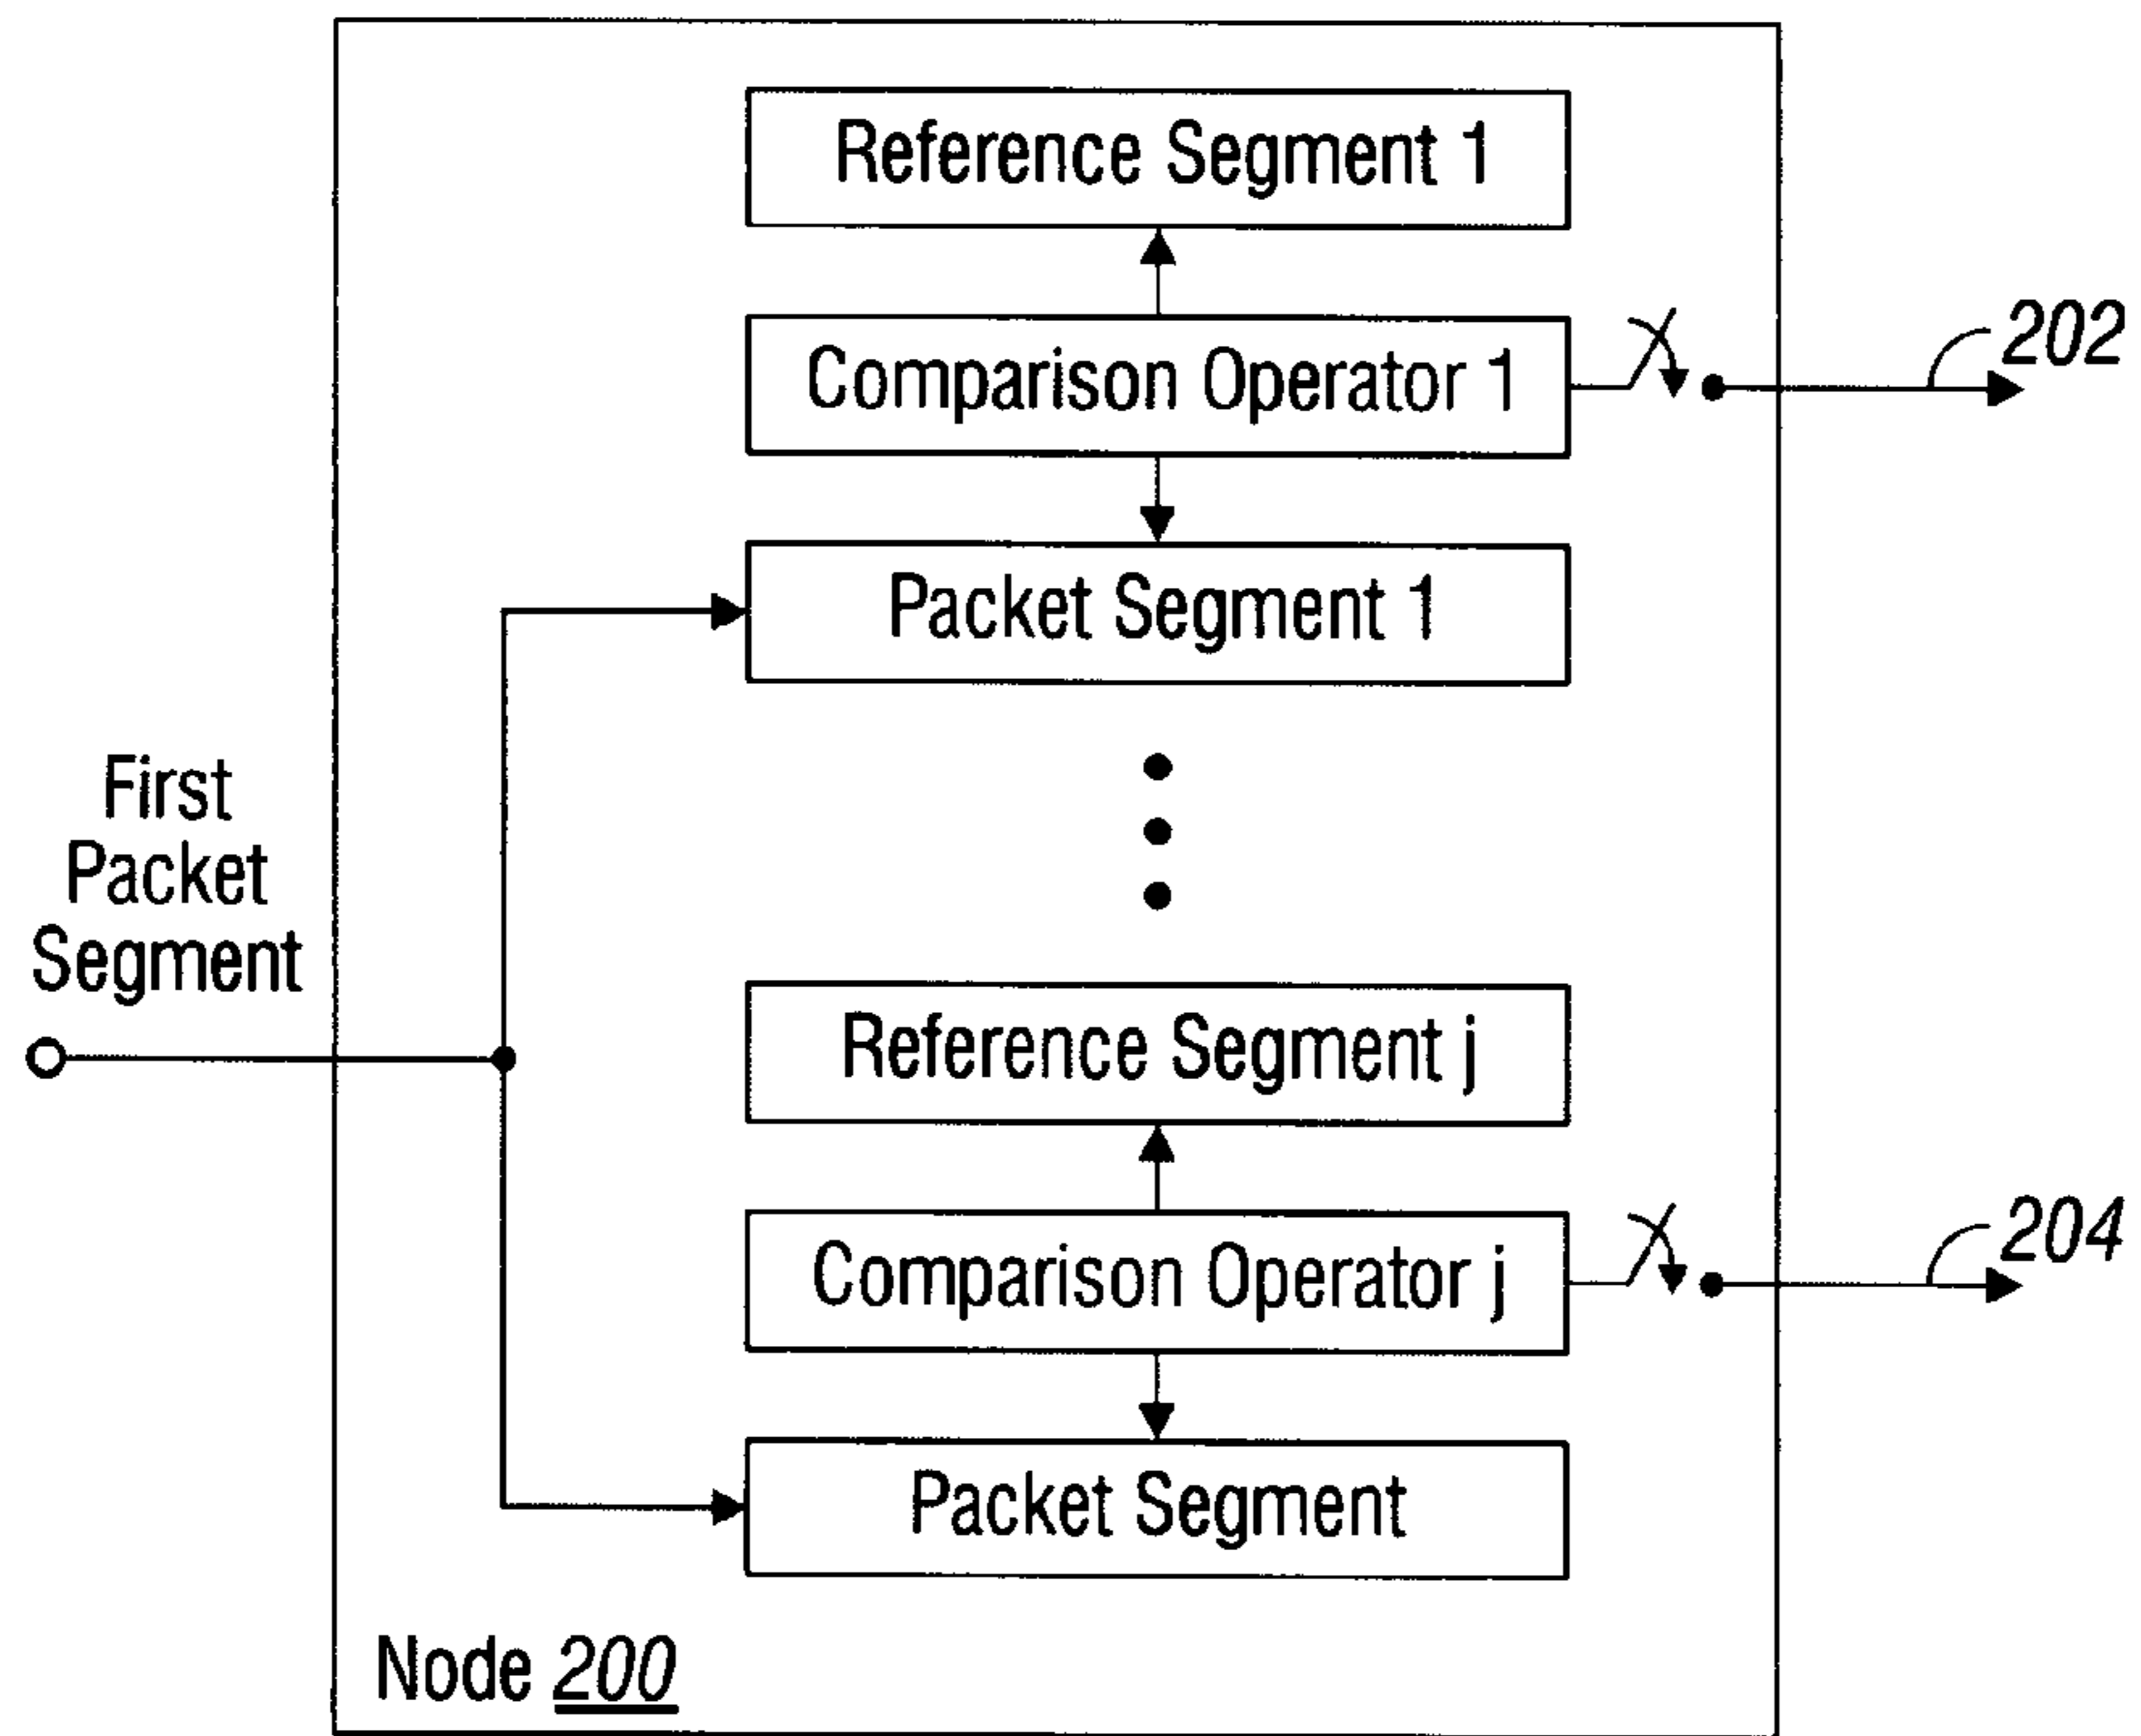 Reference Segment 1
Comparison Operator 1
202
Packet Segment 1
First
Packet
Segment
Reference Segment j
Comparison Operator j
204
Packet Segment
Node 200